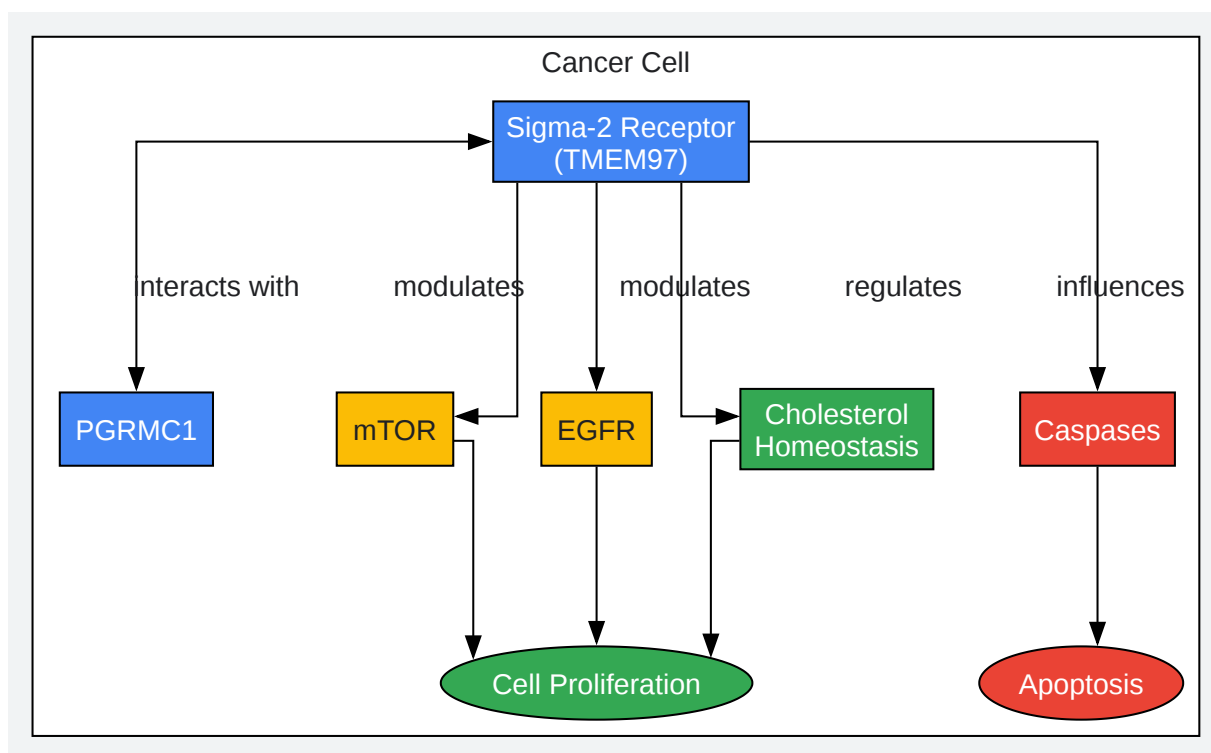 Cancer Cell
Sigma-2 Receptor
(TMEM97)
interacts with
modulates
modulates
regulates
influences
PGRMC1
mTOR
EGFR
Cholesterol
Homeostasis
Caspases
Cell Proliferation
Apoptosis